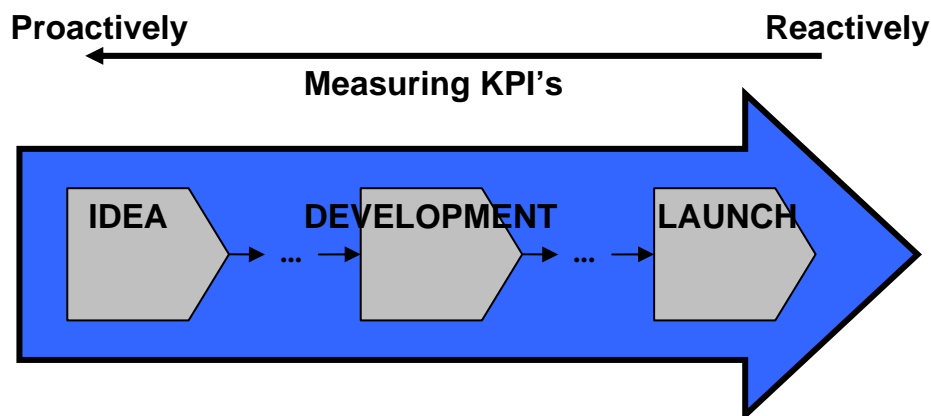 Proactively Reactively
Measuring KPI's
IDEA DEVELOPMENT LAUNCH
... ...